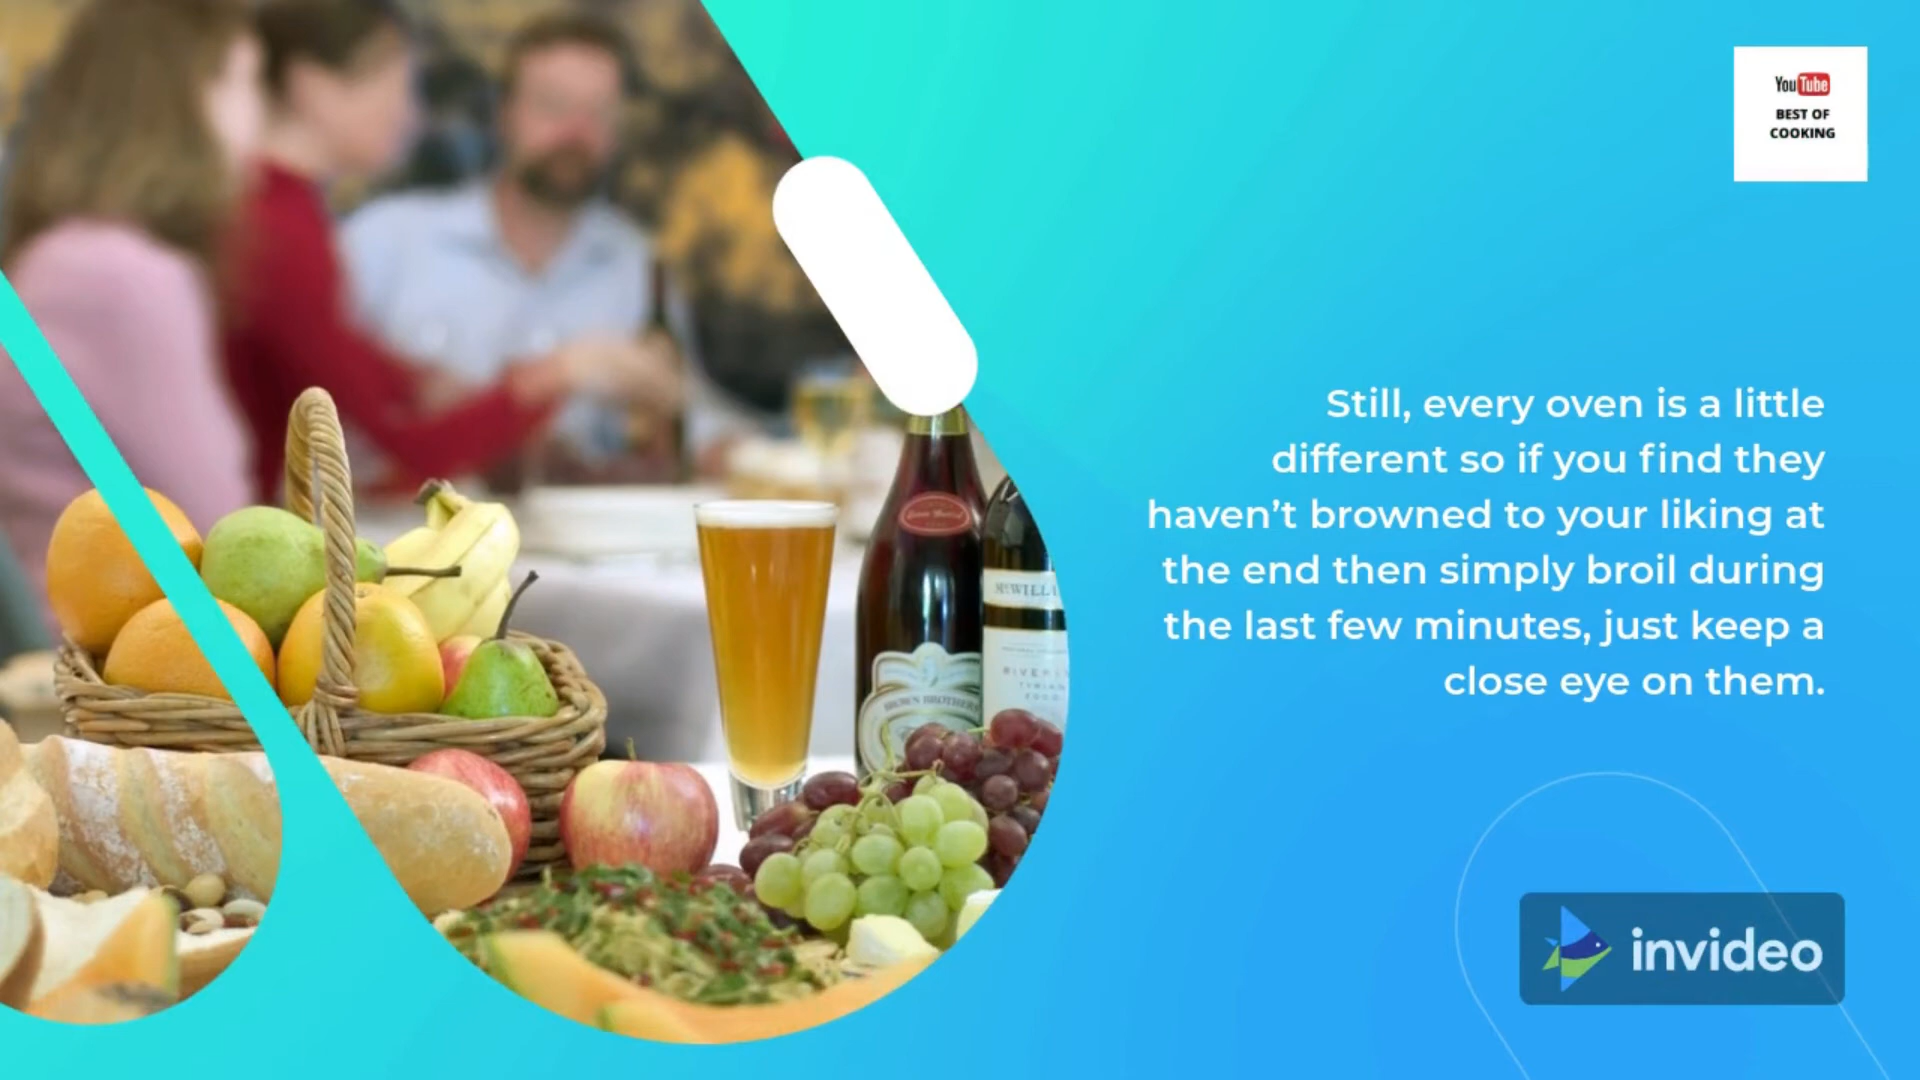 YouTube
BEST OF
COOKING
Still, every oven is a little
different so if you find they
haven’t browned to your liking at
the end then simply broil during
the last few minutes, just keep a
close eye on them.
BROWN BROTHERS
invideo